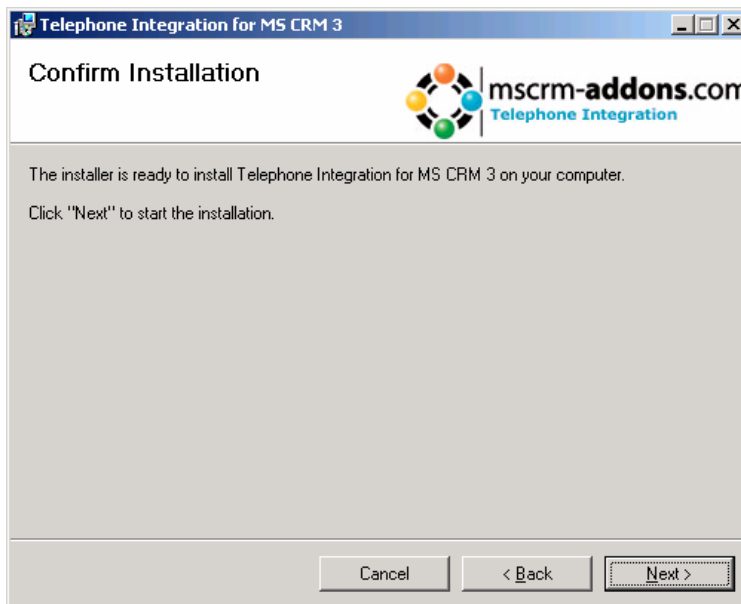 Telephone Integration for MS CRM 3
Confirm Installation
mscrm-addons.com
Telephone Integration
The installer is ready to install Telephone Integration for MS CRM 3 on your computer.
Click "Next" to start the installation.
Cancel
< Back
Next >